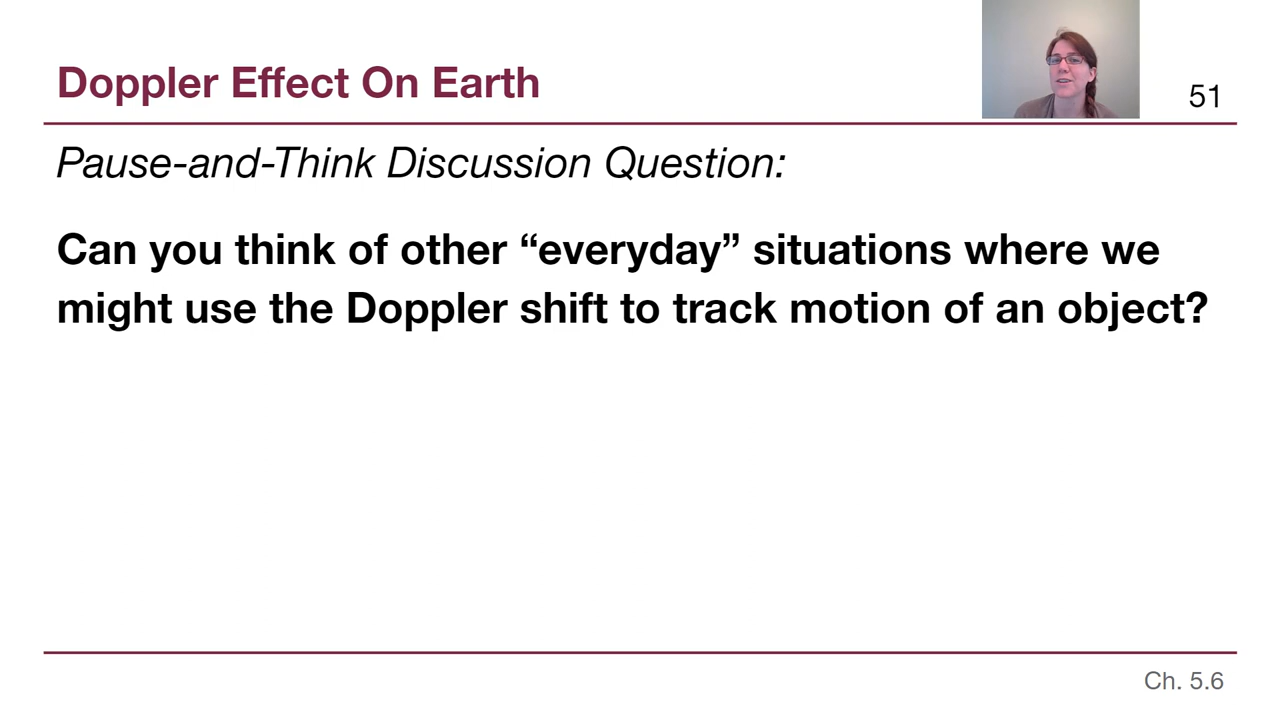 Doppler Effect On Earth
51
Pause-and-Think Discussion Question:
Can you think of other “everyday” situations where we
might use the Doppler shift to track motion of an object?
Ch. 5.6